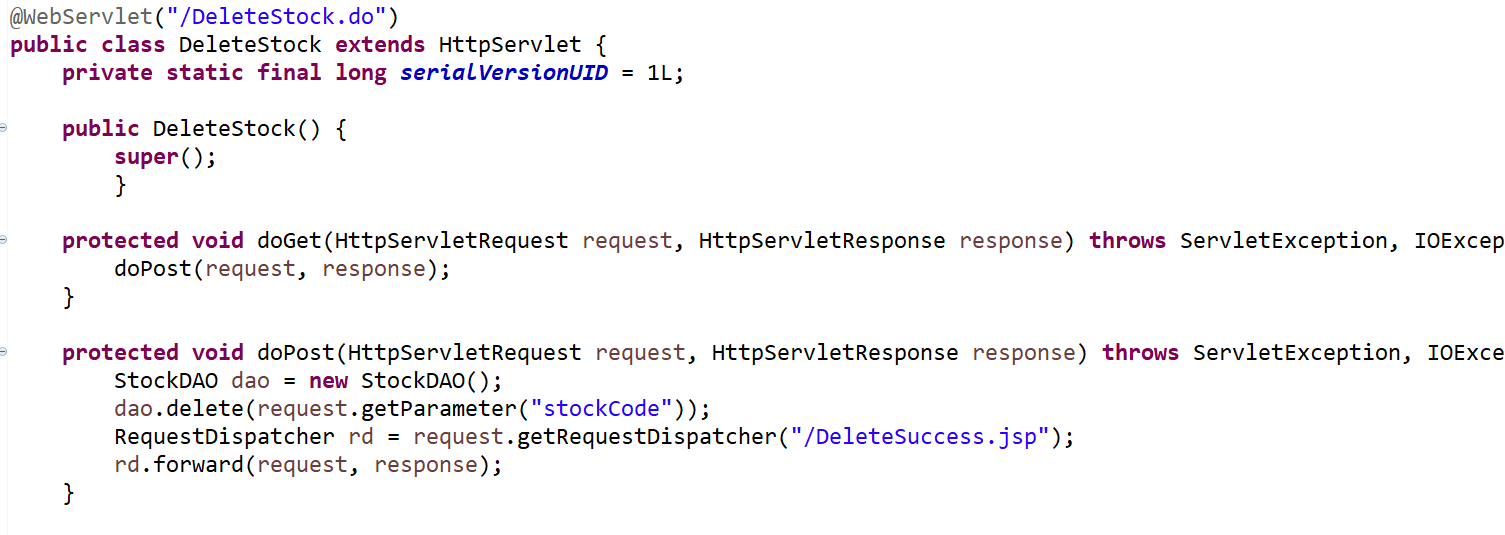 @WebServlet("/DeleteStock.do")
public class DeleteStock extends HttpServlet {
    private static final long serialVersionUID = 1L;
    public DeleteStock() {
        super();
        }
    protected void doGet(HttpServletRequest request, HttpServletResponse response) throws ServletException, IOExcep
        doPost(request, response);
    }
    protected void doPost(HttpServletRequest request, HttpServletResponse response) throws ServletException, IOExce
        StockDAO dao = new StockDAO();
        dao.delete(request.getParameter("stockCode"));
        RequestDispatcher rd = request.getRequestDispatcher("/DeleteSuccess.jsp");
        rd.forward(request, response);
    }